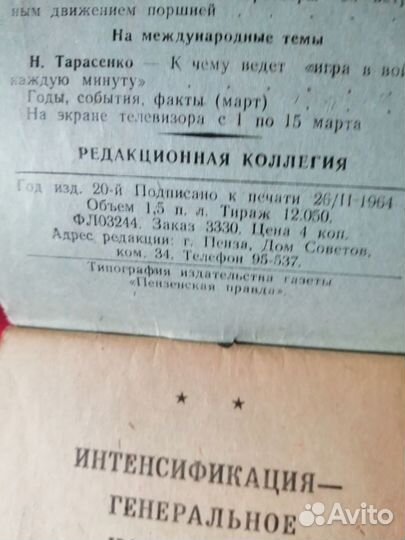 ным движением поршней
На международные темы
Н. Тарасенко — К чему ведет «игра в вой
каждую минуту»
Годы, события, факты (март)
На экране телевизора с 1 по 15 марта
РЕДАКЦИОННАЯ КОЛЛЕГИЯ
Год изд. 20-й Подписано к печати 26/II-1964
Объем 1,5 п. л. Тираж 12.050.
ФЛ03244. Заказ 3330. Цена 4 коп.
Адрес редакции: г. Пенза, Дом Советов,
ком. 34. Телефон 95-537.
Типография издательства газеты
«Пензенская правда».
* *
ИНТЕНСИФИКАЦИЯ—
ГЕНЕРАЛЬНОЕ
Avito